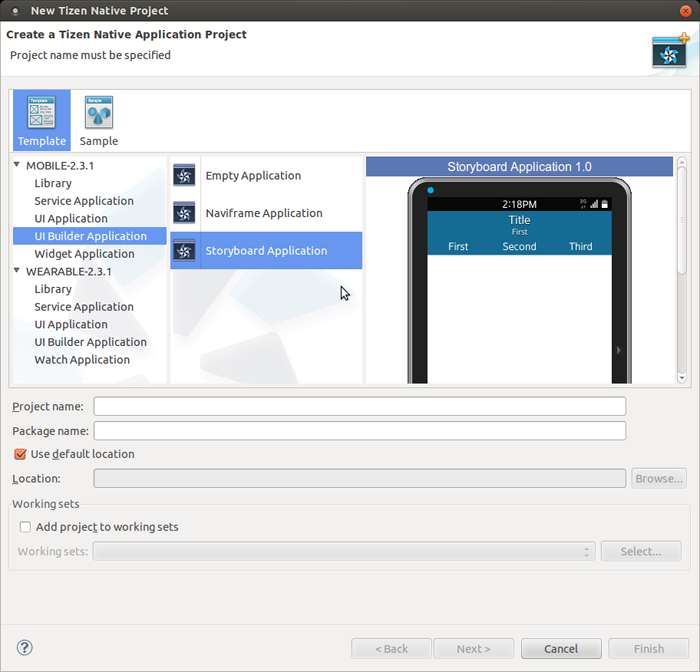 New Tizen Native Project
Create a Tizen Native Application Project
Project name must be specified
Template
Sample
MOBILE-2.3.1
Library
Service Application
UI Application
UI Builder Application
Widget Application
WEARABLE-2.3.1
Library
Service Application
UI Application
UI Builder Application
Watch Application
Empty Application
Naviframe Application
Storyboard Application
Storyboard Application 1.0
2:18PM
Title
First
First Second Third
Project name:
Package name:
Use default location
Location: Browse...
Working sets
Add project to working sets
Working sets: Select...
< Back Next > Cancel Finish